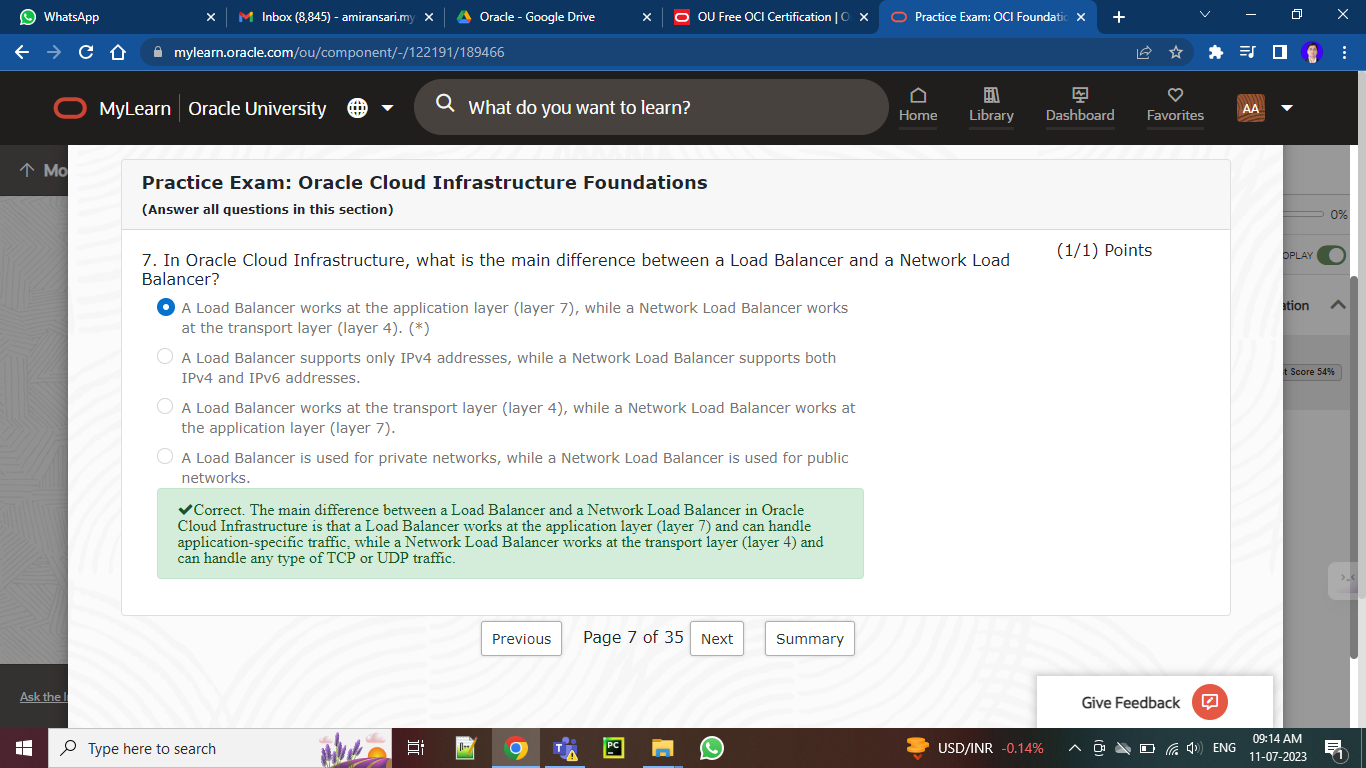 WhatsApp
Inbox (8,845) - amiransari.my
Oracle - Google Drive
OU Free OCI Certification | O
Practice Exam: OCI Foundatic
mylearn.oracle.com/ou/component/-/122191/189466
MyLearn
Oracle University
What do you want to learn?
Home
Library
Dashboard
Favorites
AA
Mo
Practice Exam: Oracle Cloud Infrastructure Foundations
(Answer all questions in this section)
0%
OPLAY
ation
t Score 54%
7. In Oracle Cloud Infrastructure, what is the main difference between a Load Balancer and a Network Load
Balancer?
(1/1) Points
A Load Balancer works at the application layer (layer 7), while a Network Load Balancer works
at the transport layer (layer 4). (*)
A Load Balancer supports only IPv4 addresses, while a Network Load Balancer supports both
IPv4 and IPv6 addresses.
A Load Balancer works at the transport layer (layer 4), while a Network Load Balancer works at
the application layer (layer 7).
A Load Balancer is used for private networks, while a Network Load Balancer is used for public
networks.
✔Correct. The main difference between a Load Balancer and a Network Load Balancer in Oracle
Cloud Infrastructure is that a Load Balancer works at the application layer (layer 7) and can handle
application-specific traffic, while a Network Load Balancer works at the transport layer (layer 4) and
can handle any type of TCP or UDP traffic.
Previous
Page 7 of 35
Next
Summary
Ask the I
Give Feedback
Type here to search
PC
USD/INR -0.14%
ENG
09:14 AM
11-07-2023
1